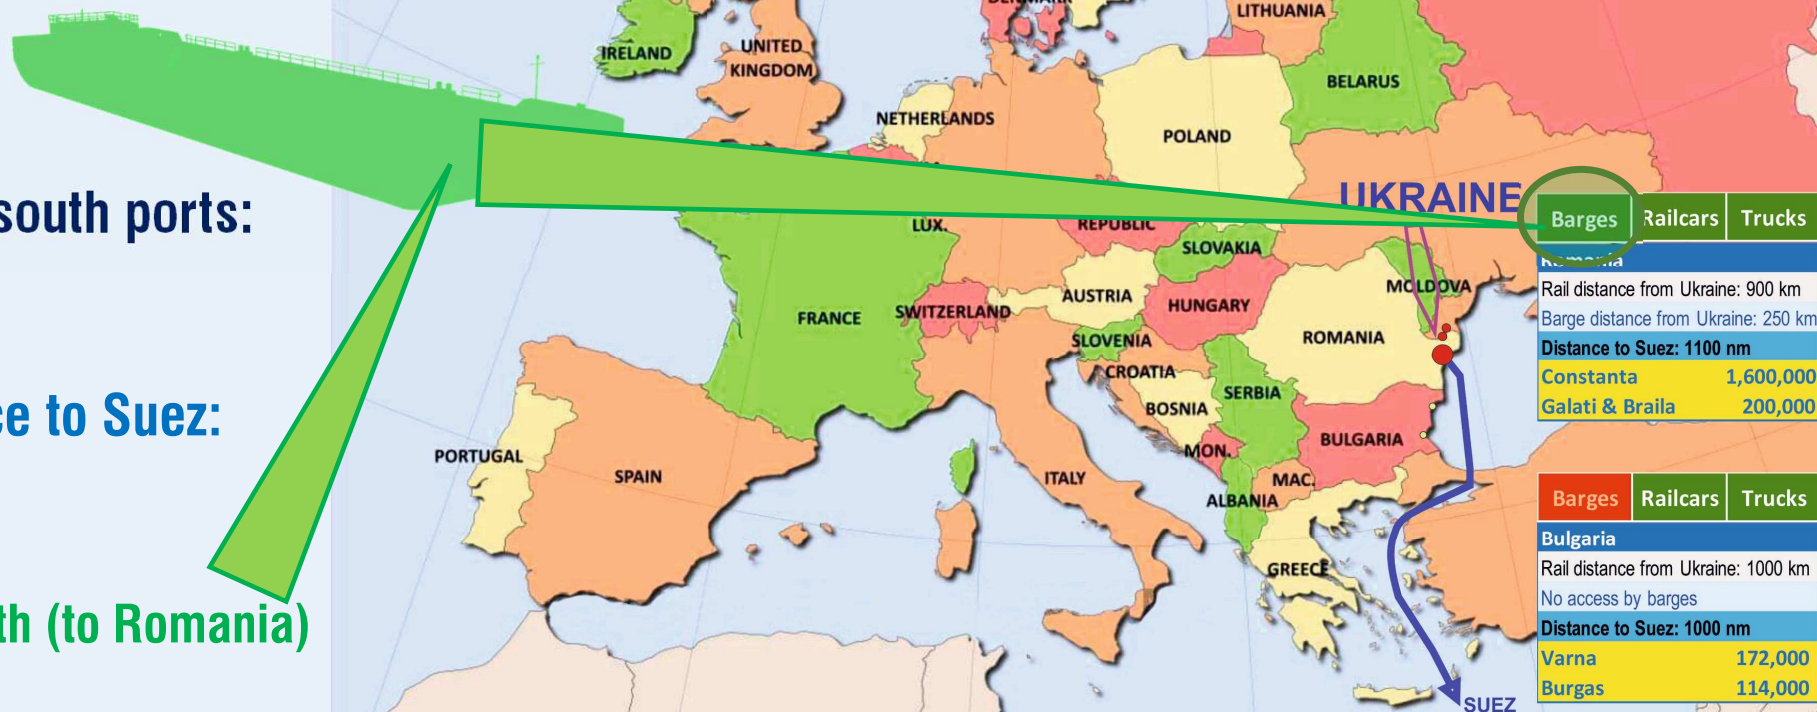 south ports:
ce to Suez:
th (to Romania)
LITHUANIA
IRELAND
UNITED
KINGDOM
BELARUS
NETHERLANDS
POLAND
UKRAINE
LUX.
REPUBLIC
SLOVAKIA
MOLDOVA
AUSTRIA
HUNGARY
SWITZERLAND
FRANCE
SLOVENIA
ROMANIA
CROATIA
SERBIA
BOSNIA
BULGARIA
MON.
PORTUGAL
SPAIN
ITALY
MAC.
ALBANIA
GREECE
SUEZ
Barges Railcars Trucks
Romania
Rail distance from Ukraine: 900 km
Barge distance from Ukraine: 250 km
Distance to Suez: 1100 nm
Constanta 1,600,000
Galati & Braila 200,000
Barges Railcars Trucks
Bulgaria
Rail distance from Ukraine: 1000 km
No access by barges
Distance to Suez: 1000 nm
Varna 172,000
Burgas 114,000